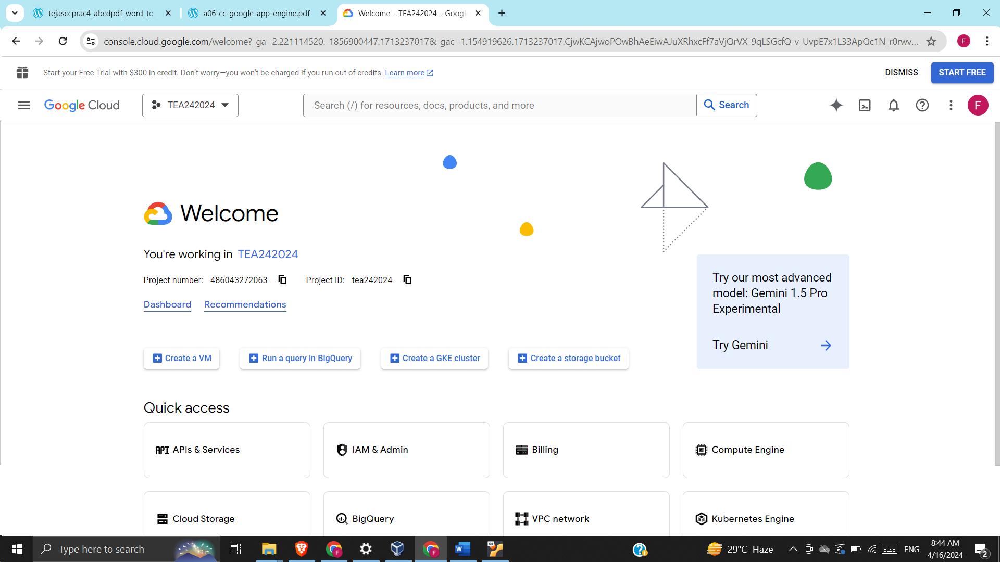 tejasccprac4_abcdpdf_word_to_
a06-cc-google-app-engine.pdf
Welcome – TEA242024 – Googl
console.cloud.google.com/welcome?_ga=2.221114520.-1856900447.1713237017&_gac=1.154919626.1713237017.CjwKCAjwoPOwBhAeEiwAJuXRhxcFf7aVjQrVX-9qLSGcfQ-v_UvpE7x1L33ApQc1N_r0rwv...
F
Start your Free Trial with $300 in credit. Don’t worry—you won’t be charged if you run out of credits. Learn more
DISMISS
START FREE
Google Cloud
TEA242024
Search (/) for resources, docs, products, and more
Search
F
Welcome
You're working in TEA242024
Project number: 486043272063 Project ID: tea242024
Dashboard Recommendations
Try our most advanced
model: Gemini 1.5 Pro
Experimental
Try Gemini
Create a VM
Run a query in BigQuery
Create a GKE cluster
Create a storage bucket
Quick access
API APIs & Services
IAM & Admin
Billing
Compute Engine
Cloud Storage
BigQuery
VPC network
Kubernetes Engine
Type here to search
F
F
W
64
29°C Haze
ENG
8:44 AM
4/16/2024
2